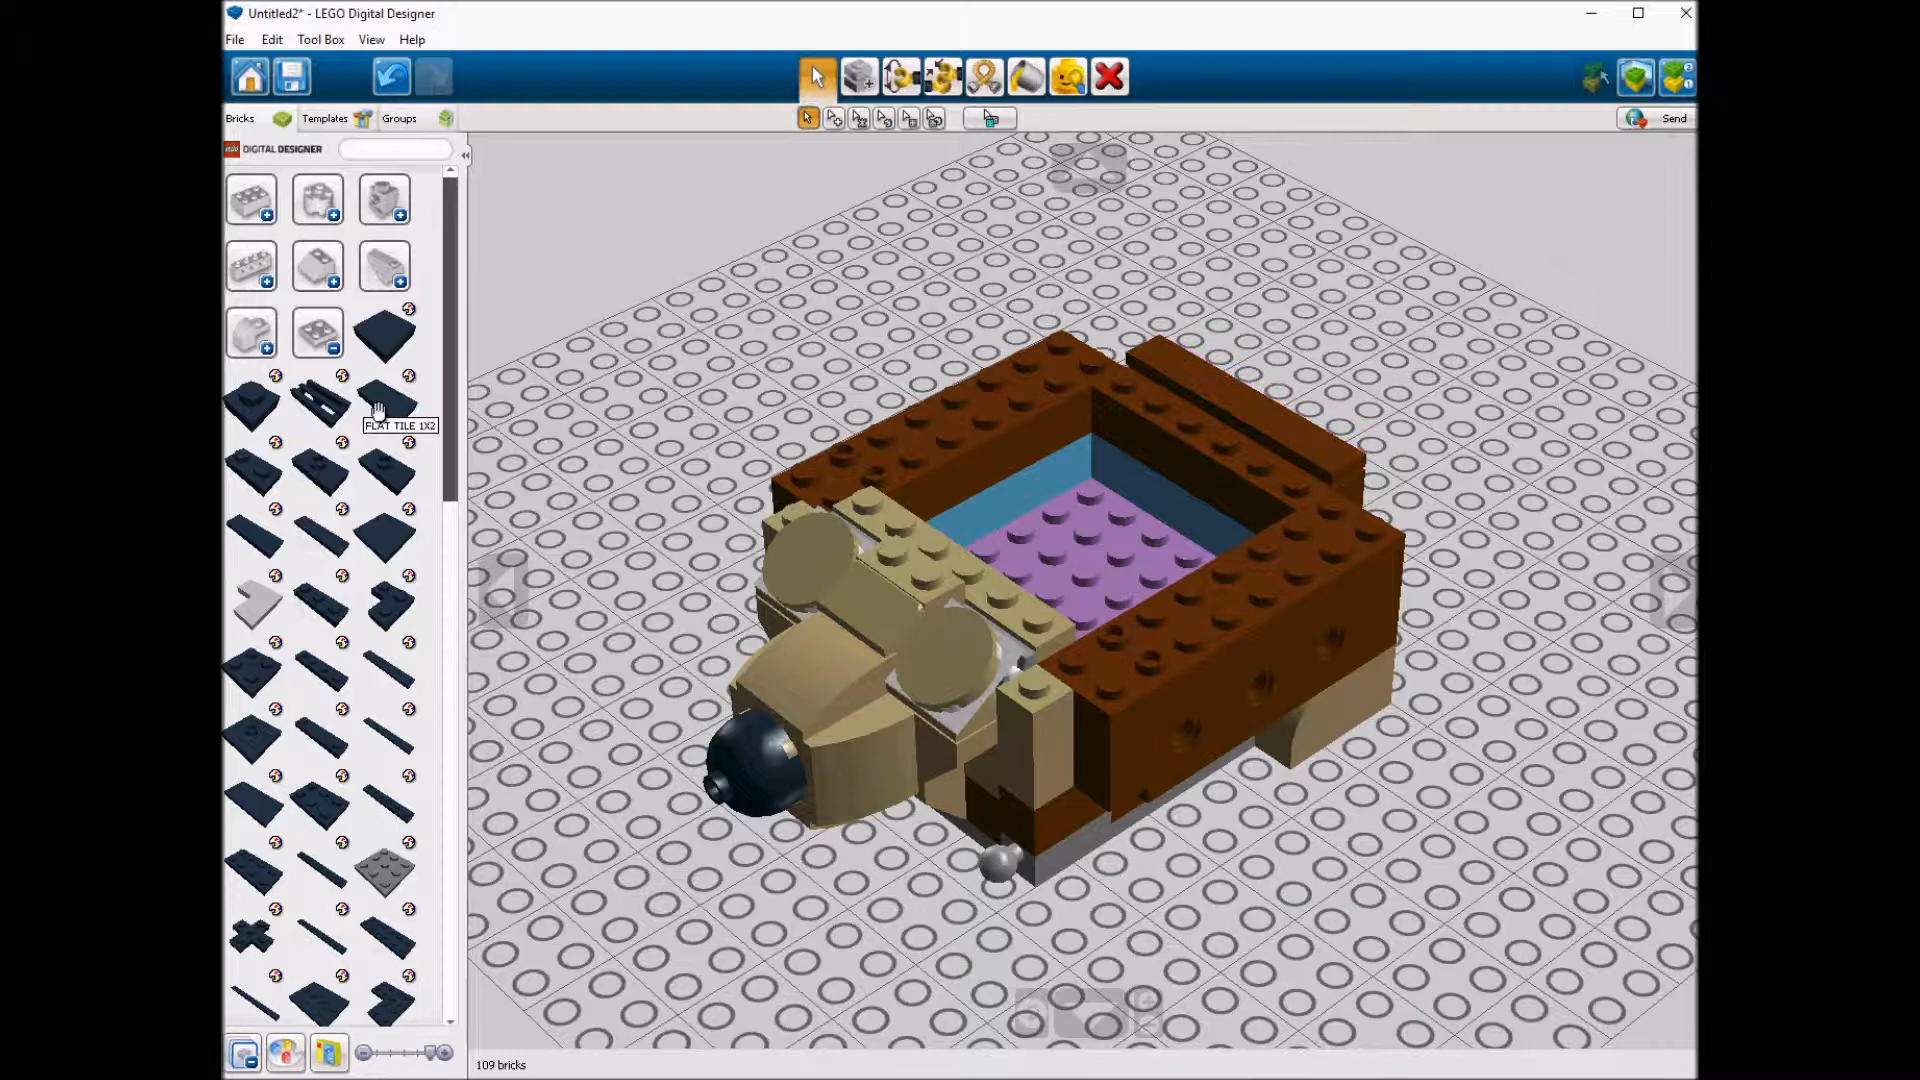 Untitled2* - LEGO Digital Designer
File Edit Tool Box View Help
Bricks Templates Groups
Send
LEGO DIGITAL DESIGNER
FLAT TILE 1X2
109 bricks